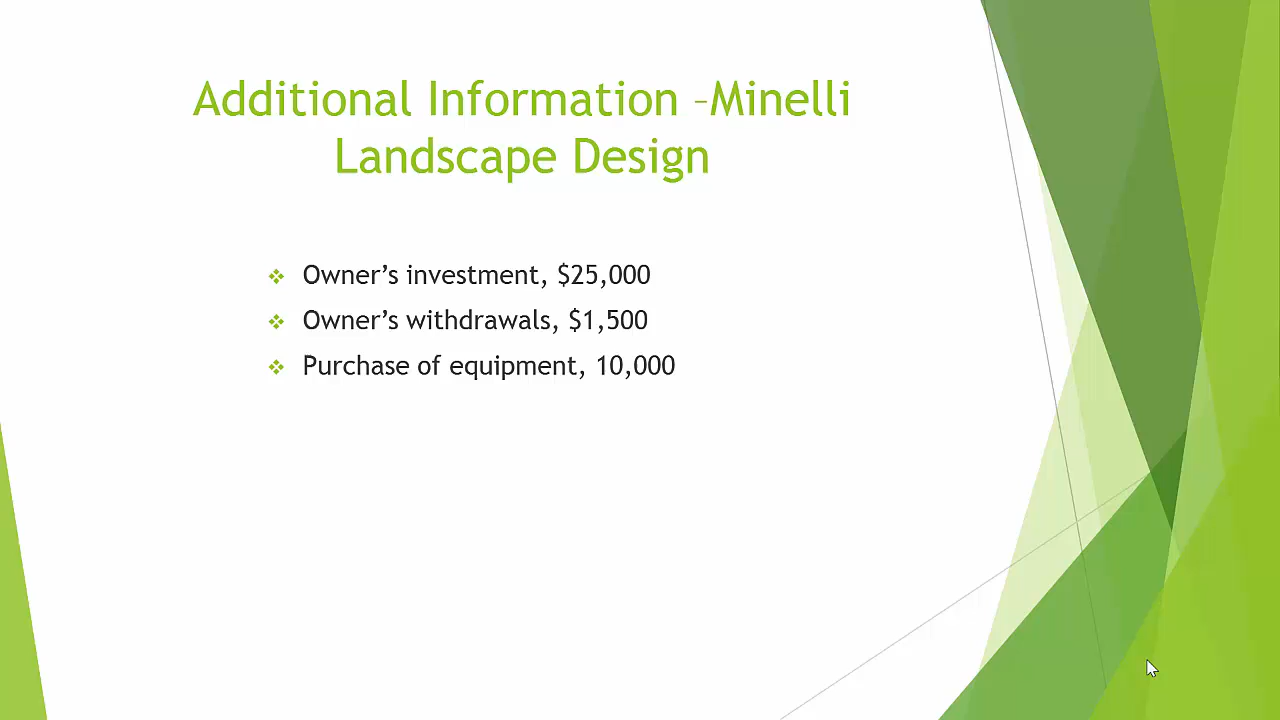 Additional Information –Minelli
Landscape Design
Owner’s investment, $25,000
Owner’s withdrawals, $1,500
Purchase of equipment, 10,000